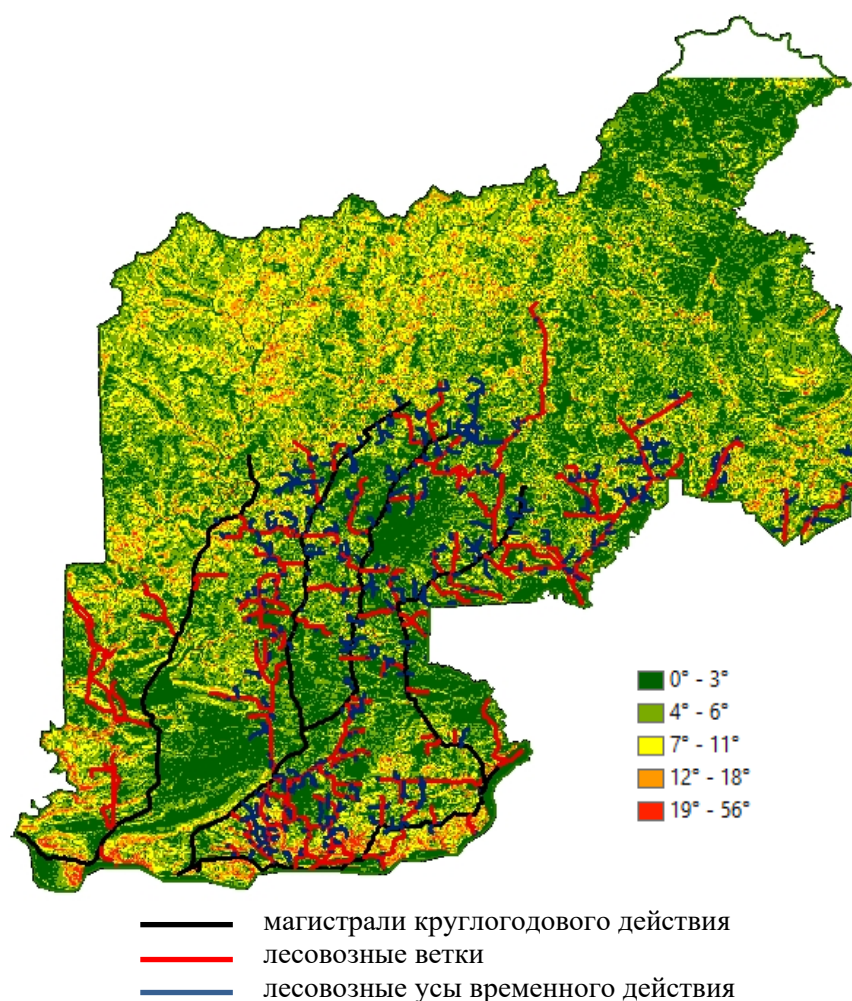 0° - 3°
4° - 6°
7° - 11°
12° - 18°
19° - 56°
магистрали круглогодового действия
лесовозные ветки
лесовозные усы временного действия